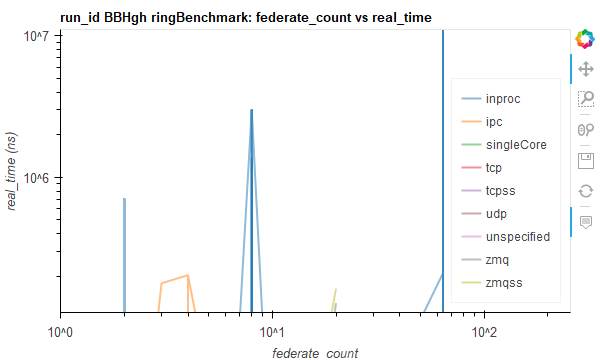 run_id BBHgh ringBenchmark: federate_count vs real_time
10^7
10^6
real_time (ns)
inproc
ipc
singleCore
tcp
tcpss
udp
unspecified
zmq
zmqss
10^0
10^1
10^2
federate_count